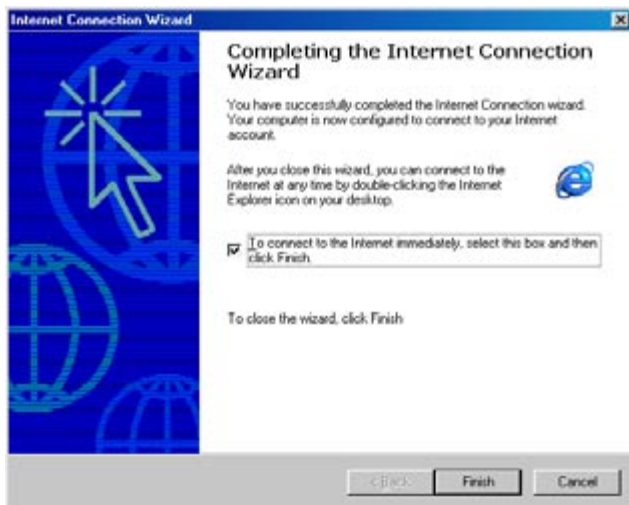 Internet Connection Wizard
Completing the Internet Connection
Wizard
You have successfully completed the Internet Connection wizard.
Your computer is now configured to connect to your Internet
account.
After you close this wizard, you can connect to the
Internet at any time by double-clicking the Internet
Explorer icon on your desktop.
To connect to the Internet immediately, select this box and then
click Finish.
To close the wizard, click Finish
< Back
Finish
Cancel